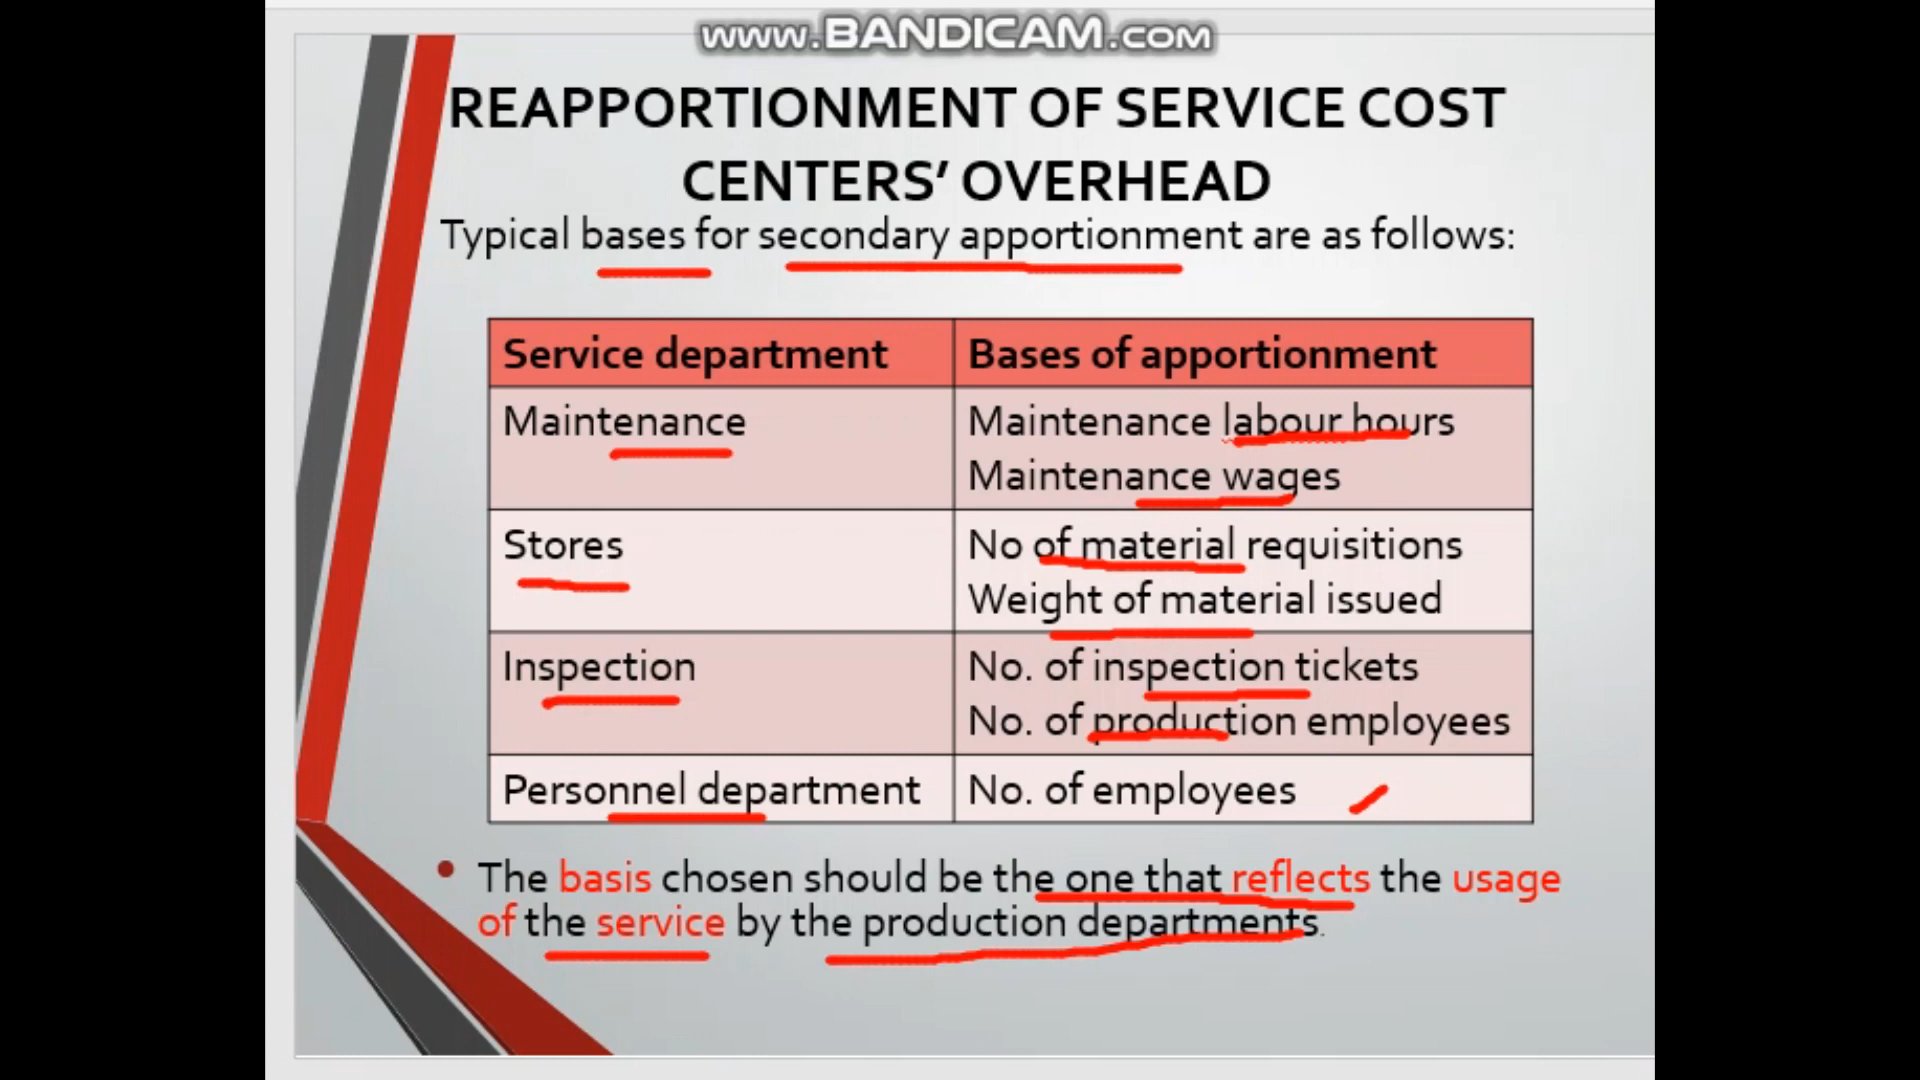 www.BANDICAM.com
REAPPORTIONMENT OF SERVICE COST
CENTERS’ OVERHEAD
Typical bases for secondary apportionment are as follows:
Service department
Bases of apportionment
Maintenance
Maintenance labour hours
Maintenance wages
Stores
No of material requisitions
Weight of material issued
Inspection
No. of inspection tickets
No. of production employees
Personnel department
No. of employees
• The basis chosen should be the one that reflects the usage
of the service by the production departments.